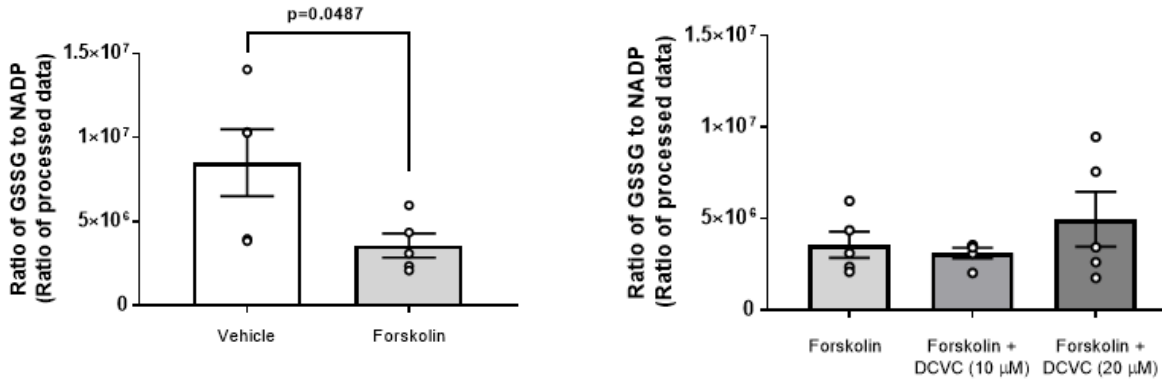 p=0.0487
Ratio of GSSG to NADP
(Ratio of processed data)
1.5×10⁷
1×10⁷
5×10⁶
0
Vehicle
Forskolin
Ratio of GSSG to NADP
(Ratio of processed data)
1.5×10⁷
1×10⁷
5×10⁶
0
Forskolin
Forskolin +
DCVC (10 μM)
Forskolin +
DCVC (20 μM)